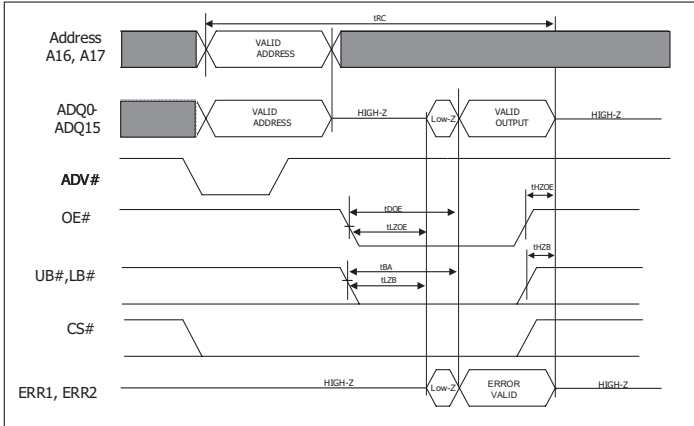 tRC
Address
A16, A17
VALID
ADDRESS
ADQ0-
ADQ15
VALID
ADDRESS
HIGH-Z
Low-Z
VALID
OUTPUT
HIGH-Z
ADV#
OE#
tDOE
tLZOE
tHZOE
UB#,LB#
tBA
tLZB
tHZB
CS#
ERR1, ERR2
HIGH-Z
Low-Z
ERROR
VALID
HIGH-Z